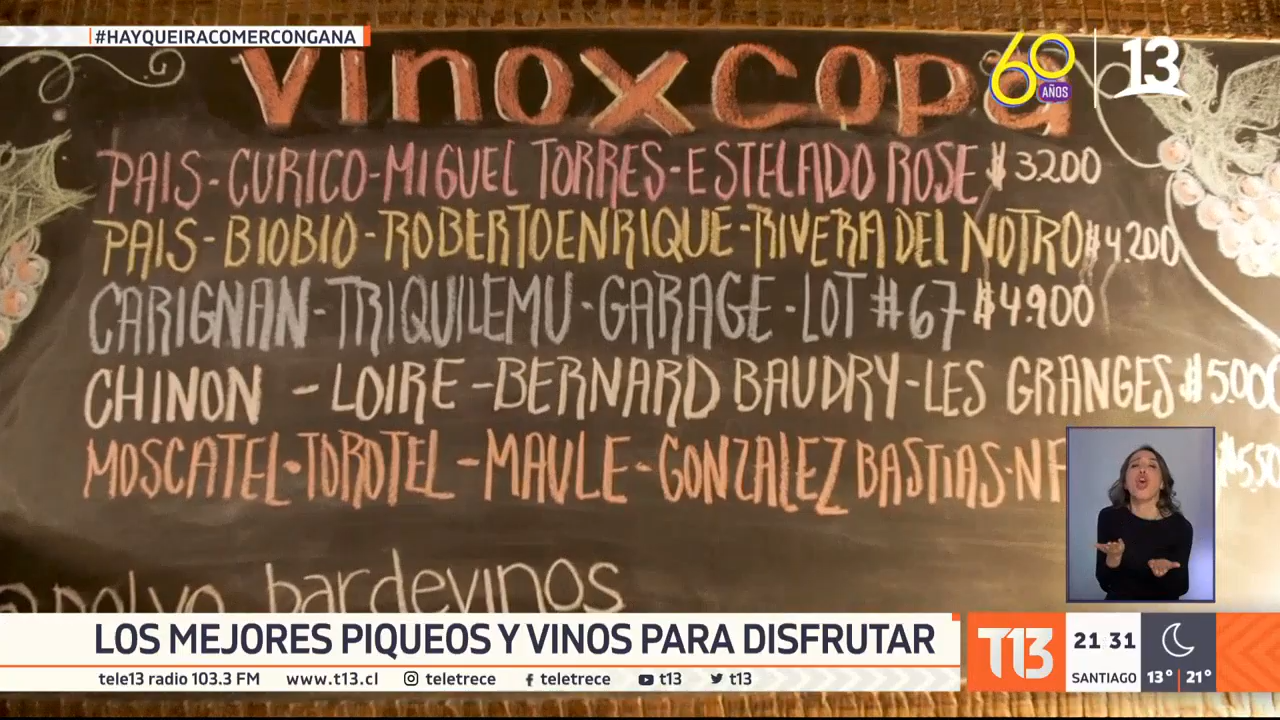 #HAYQUEIRACOMERCONGANA
60 AÑOS
13
vinoxcopa
PAIS-CURICO-MIGUEL TORRES-ESTELADO ROSE $3200
PAIS-BIOBIO-ROBERTOENRIQUE-RIVERA DEL NOTRO $4.200
CARIGNAN-TRIQUILEMU-GARAGE-LOT #67 $4.900
CHINON -LOIRE-BERNARD BAUDRY-LES GRANGES $5.000
MOSCATEL-TOROTEL-MAULE-GONZALEZ BASTIAS-
bardevinos
LOS MEJORES PIQUEOS Y VINOS PARA DISFRUTAR
T13
21 31
SANTIAGO 13° 21°
tele13 radio 103.3 FM www.t13.cl teletrece teletrece t13 t13